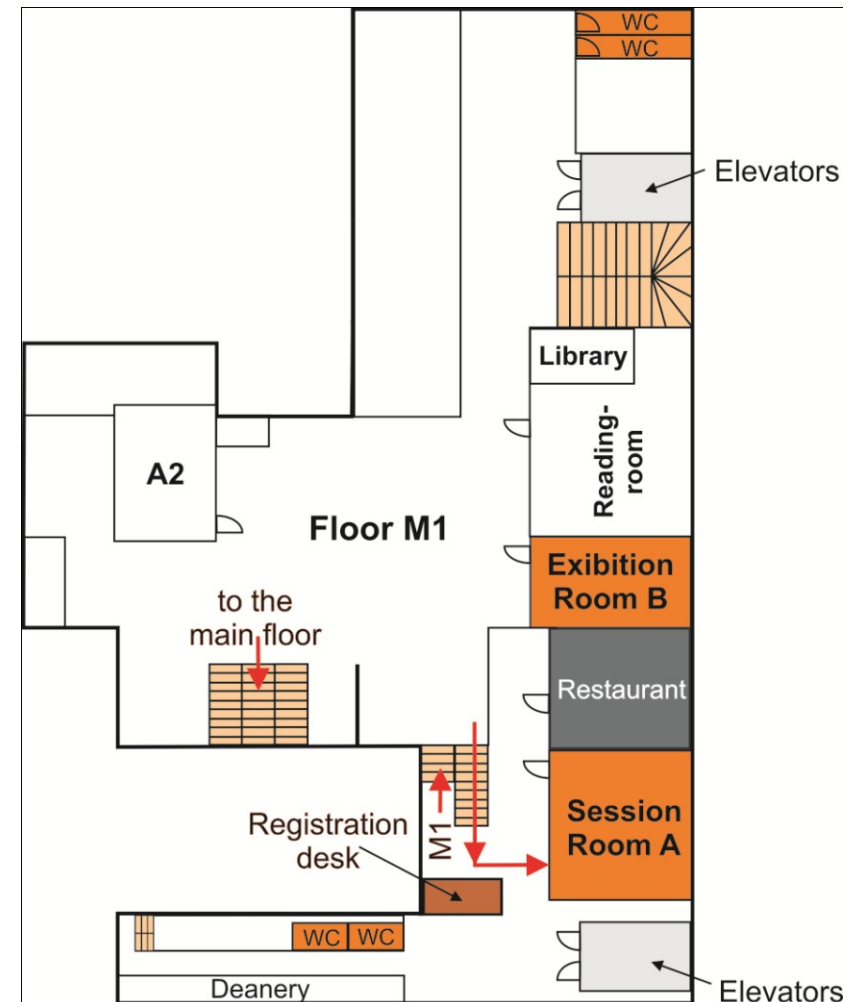 WC
WC
Elevators
Library
Reading-
room
A2
Floor M1
Exibition
Room B
to the
main floor
Restaurant
Session
Room A
Registration
desk
M1
WC WC
Deanery
Elevators